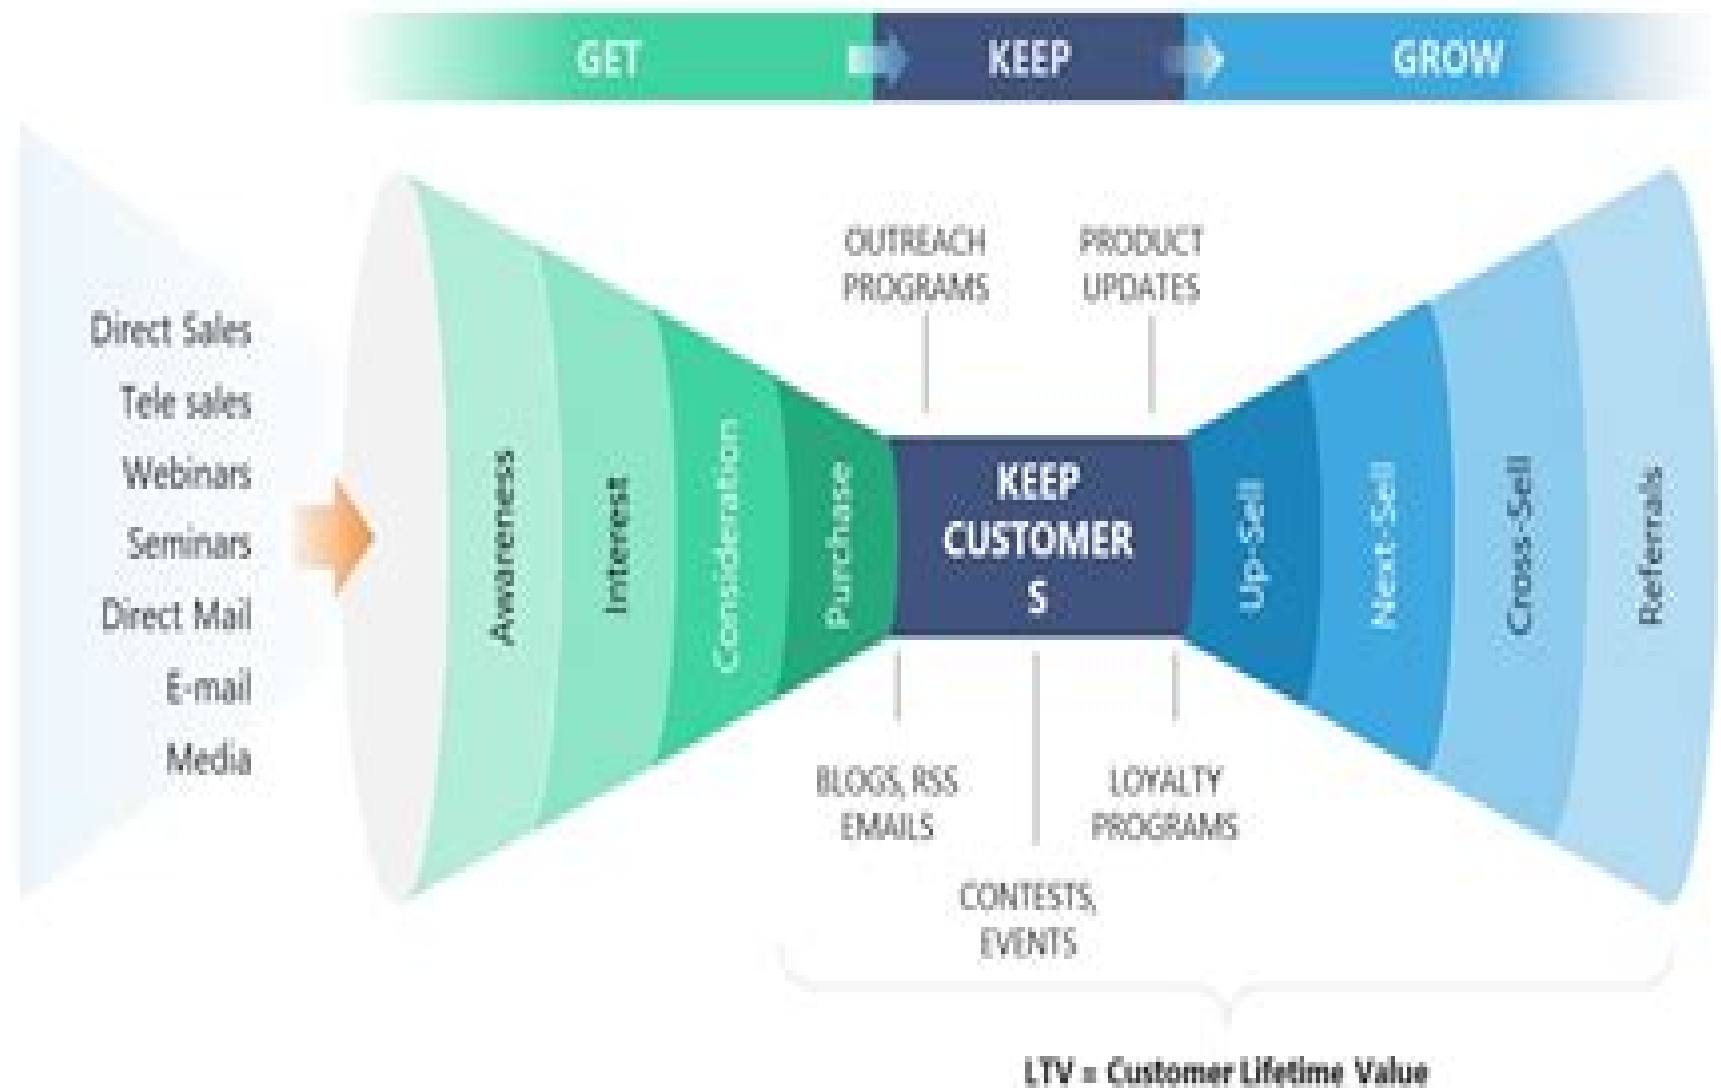 GET
KEEP
GROW
Direct Sales
Tele sales
Webinars
Seminars
Direct Mail
E-mail
Media
Awareness
Interest
Consideration
Purchase
OUTREACH
PROGRAMS
PRODUCT
UPDATES
KEEP
CUSTOMER
S
BLOGS, RSS
EMAILS
CONTESTS,
EVENTS
LOYALTY
PROGRAMS
Up-Sell
Next-Sell
Cross-Sell
Referrals
LTV = Customer Lifetime Value